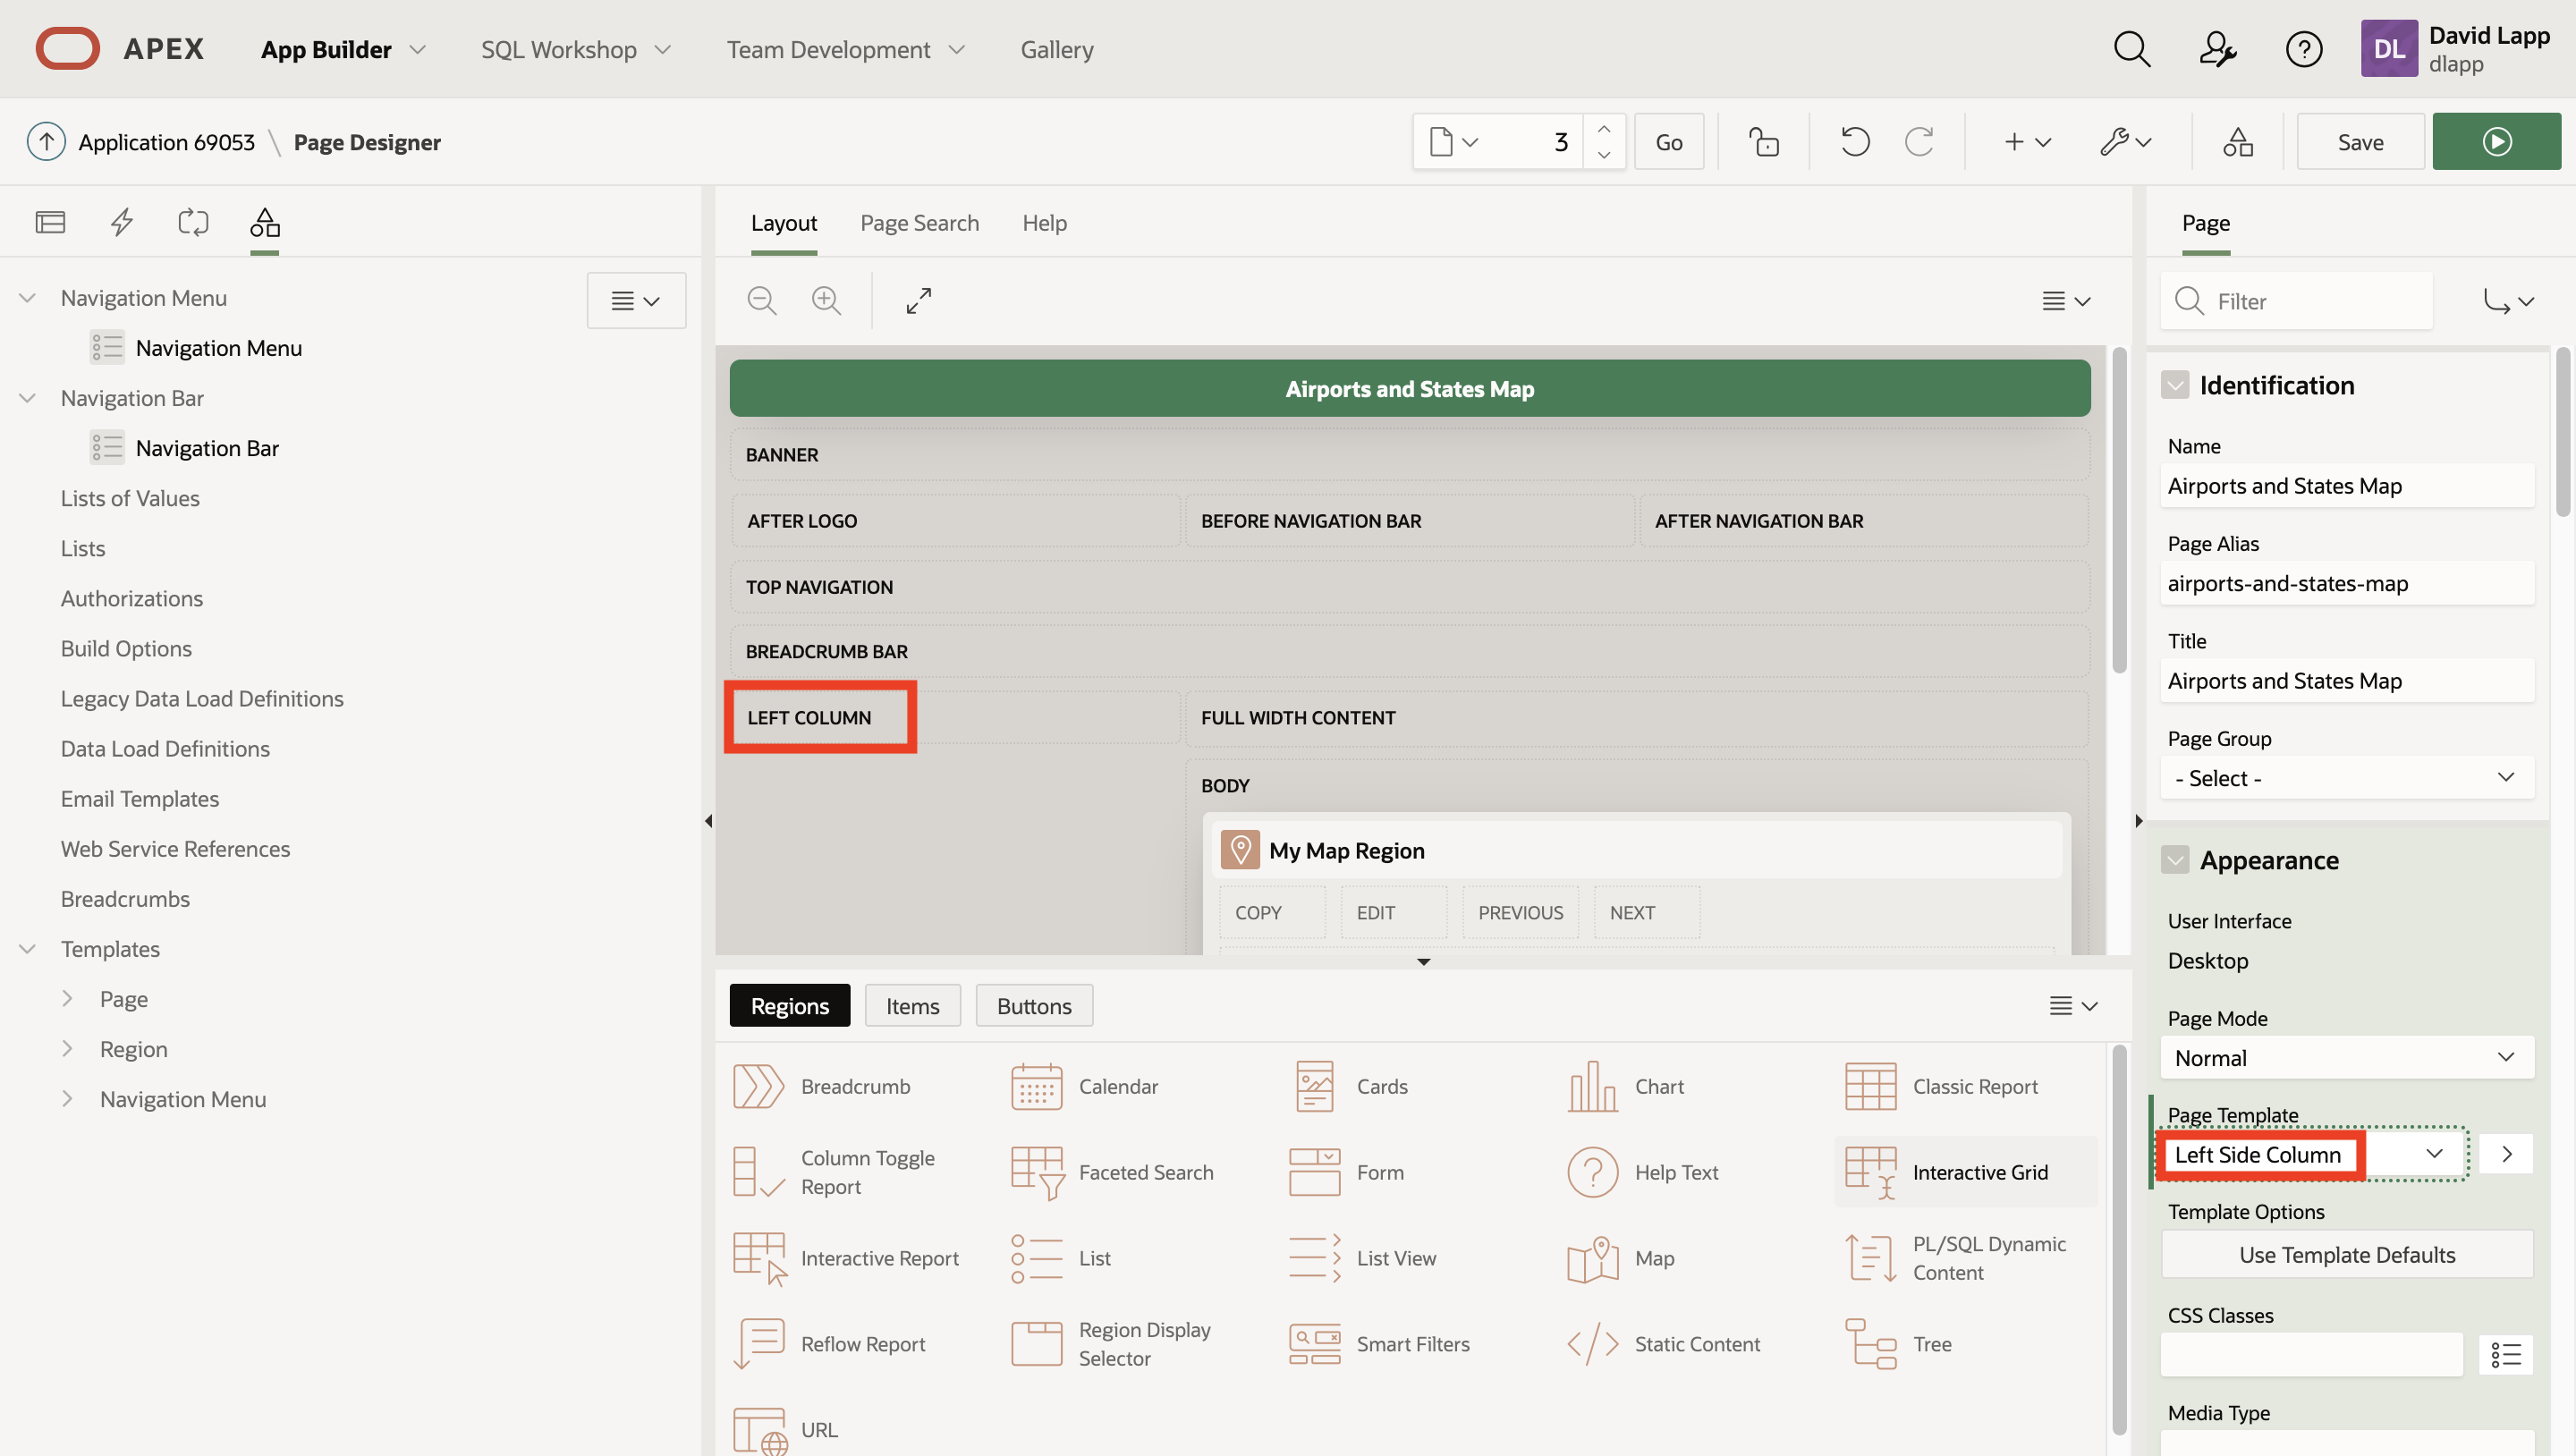 APEX App Builder SQL Workshop Team Development Gallery DL David Lapp
dlapp
Application 69053 \ Page Designer 3 Go Save
Navigation Menu
Navigation Menu
Navigation Bar
Navigation Bar
Lists of Values
Lists
Authorizations
Build Options
Legacy Data Load Definitions
Data Load Definitions
Email Templates
Web Service References
Breadcrumbs
Templates
Page
Region
Navigation Menu
Layout Page Search Help
Airports and States Map
BANNER
AFTER LOGO BEFORE NAVIGATION BAR AFTER NAVIGATION BAR
TOP NAVIGATION
BREADCRUMB BAR
LEFT COLUMN FULL WIDTH CONTENT
BODY
My Map Region
COPY EDIT PREVIOUS NEXT
Regions Items Buttons
Breadcrumb Calendar Cards Chart Classic Report
Column Toggle
Report Faceted Search Form Help Text Interactive Grid
Interactive Report List List View Map PL/SQL Dynamic
Content
Reflow Report Region Display
Selector Smart Filters Static Content Tree
URL
Page
Filter
Identification
Name
Airports and States Map
Page Alias
airports-and-states-map
Title
Airports and States Map
Page Group
- Select -
Appearance
User Interface
Desktop
Page Mode
Normal
Page Template
Left Side Column
Template Options
Use Template Defaults
CSS Classes
Media Type